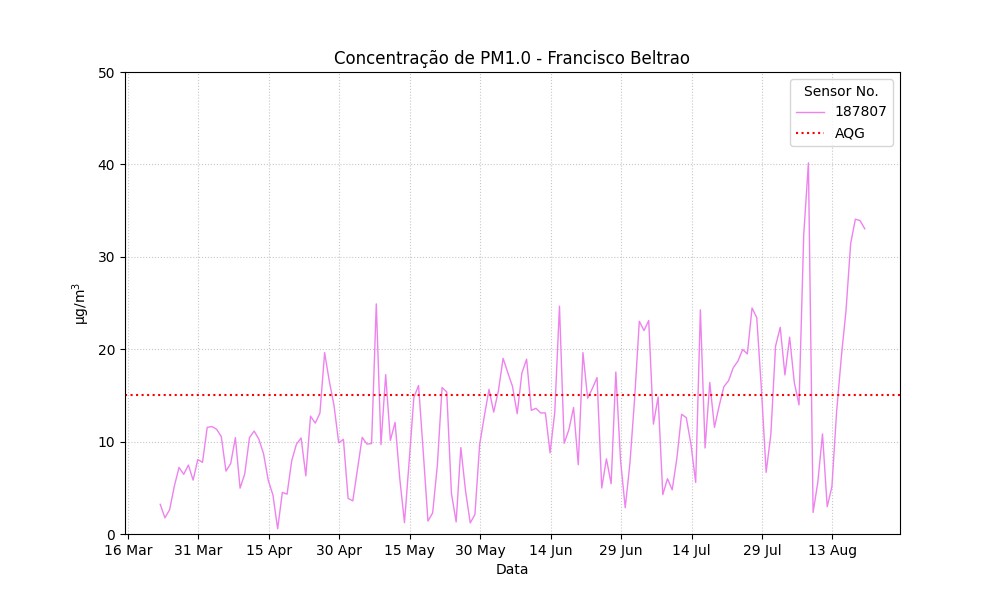 Concentração de PM1.0 - Francisco Beltrao
Sensor No.
187807
AQG
50
40
30
20
10
0
µg/m³
16 Mar 31 Mar 15 Apr 30 Apr 15 May 30 May 14 Jun 29 Jun 14 Jul 29 Jul 13 Aug
Data